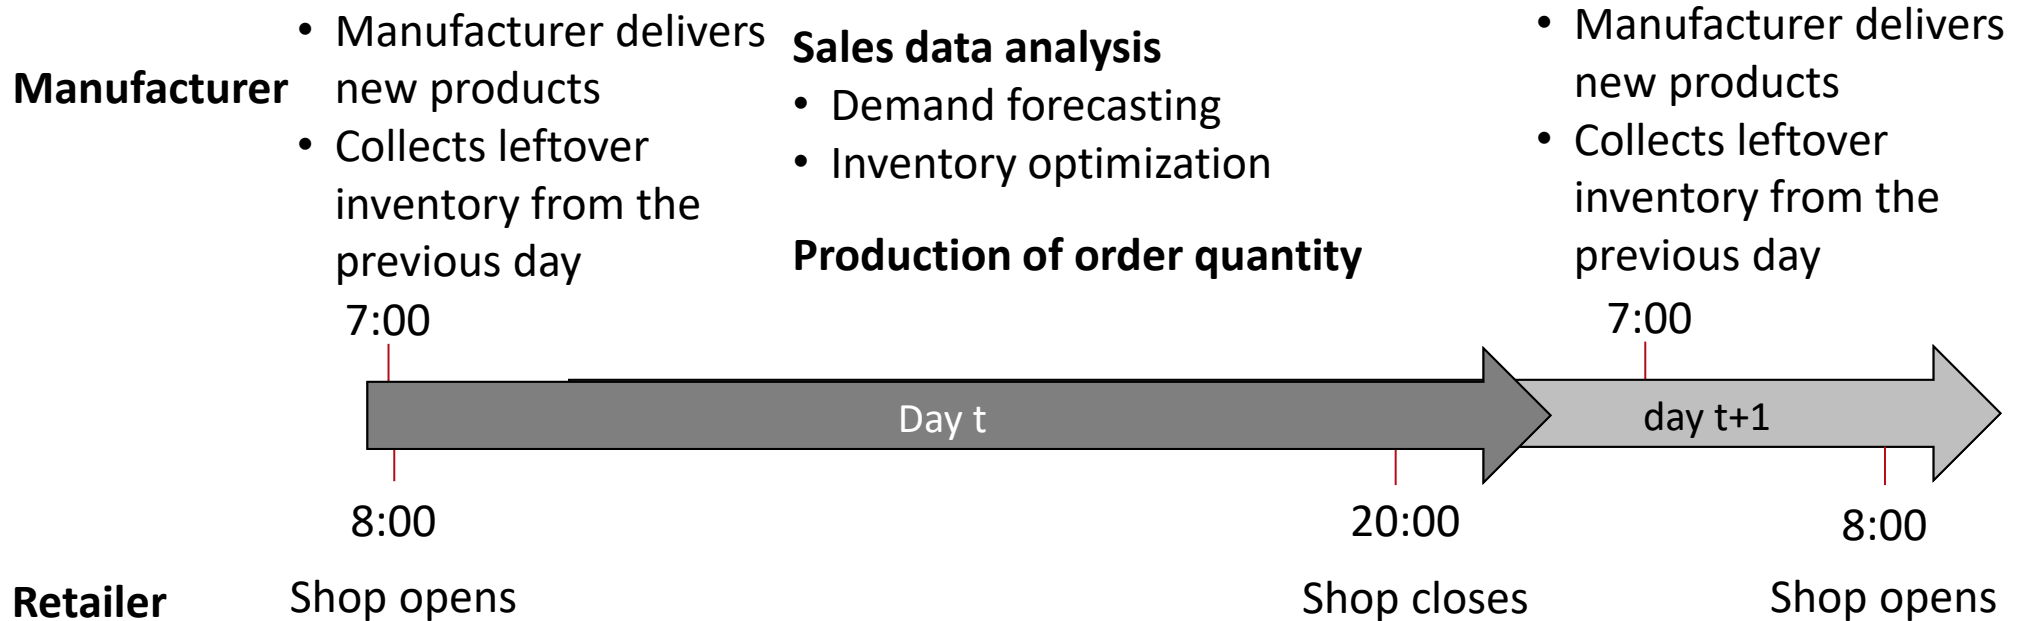 Manufacturer
• Manufacturer delivers
new products
• Collects leftover
inventory from the
previous day
7:00
Sales data analysis
• Demand forecasting
• Inventory optimization
Production of order quantity
• Manufacturer delivers
new products
• Collects leftover
inventory from the
previous day
7:00
Day t
day t+1
8:00
20:00
8:00
Retailer
Shop opens
Shop closes
Shop opens